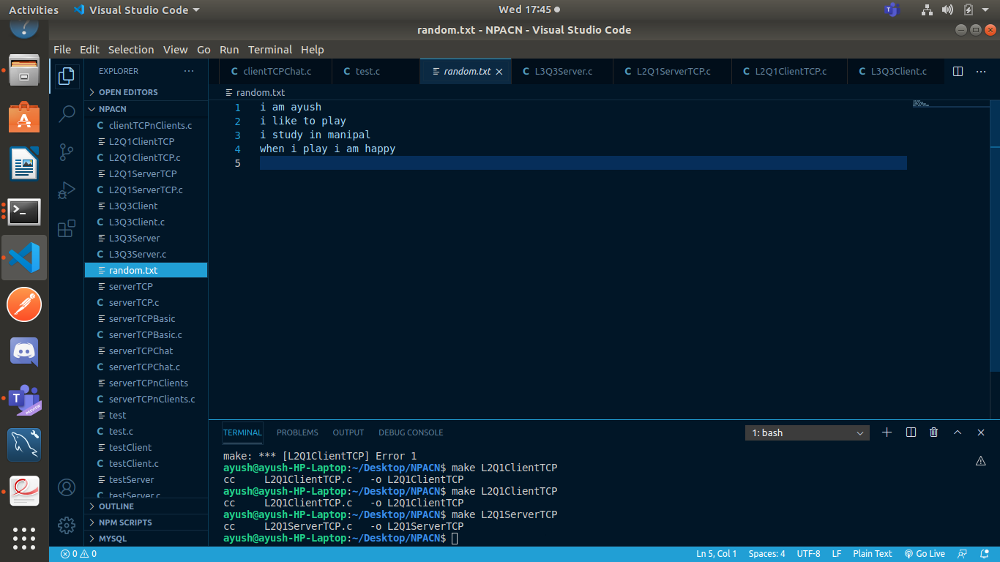 Activities
Visual Studio Code
Wed 17:45
random.txt - NPACN - Visual Studio Code
File Edit Selection View Go Run Terminal Help
EXPLORER
OPEN EDITORS
NPACN
clientTCPnClients.c
L2Q1ClientTCP
L2Q1ClientTCP.c
L2Q1ServerTCP
L2Q1ServerTCP.c
L3Q3Client
L3Q3Client.c
L3Q3Server
L3Q3Server.c
random.txt
serverTCP
serverTCP.c
serverTCPBasic
serverTCPBasic.c
serverTCPChat
serverTCPChat.c
serverTCPnClients
serverTCPnClients.c
test
test.c
testClient
testClient.c
testServer
testServer.c
OUTLINE
NPM SCRIPTS
MYSQL
clientTCPChat.c test.c random.txt L3Q3Server.c L2Q1ServerTCP.c L2Q1ClientTCP.c L3Q3Client.c
random.txt
1 i am ayush
2 i like to play
3 i study in manipal
4 when i play i am happy
5
TERMINAL PROBLEMS OUTPUT DEBUG CONSOLE
1: bash
make: *** [L2Q1ClientTCP] Error 1
ayush@ayush-HP-Laptop:~/Desktop/NPACN$ make L2Q1ClientTCP
cc     L2Q1ClientTCP.c   -o L2Q1ClientTCP
ayush@ayush-HP-Laptop:~/Desktop/NPACN$ make L2Q1ClientTCP
cc     L2Q1ClientTCP.c   -o L2Q1ClientTCP
ayush@ayush-HP-Laptop:~/Desktop/NPACN$ make L2Q1ServerTCP
cc     L2Q1ServerTCP.c   -o L2Q1ServerTCP
ayush@ayush-HP-Laptop:~/Desktop/NPACN$
0 0
Ln 5, Col 1 Spaces: 4 UTF-8 LF Plain Text Go Live